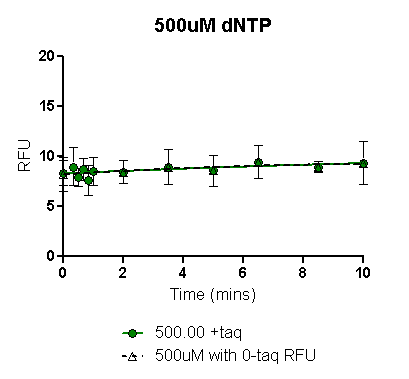 500uM dNTP
20
15
10
5
0
RFU
0 2 4 6 8 10
Time (mins)
500.00 +taq
500uM with 0-taq RFU